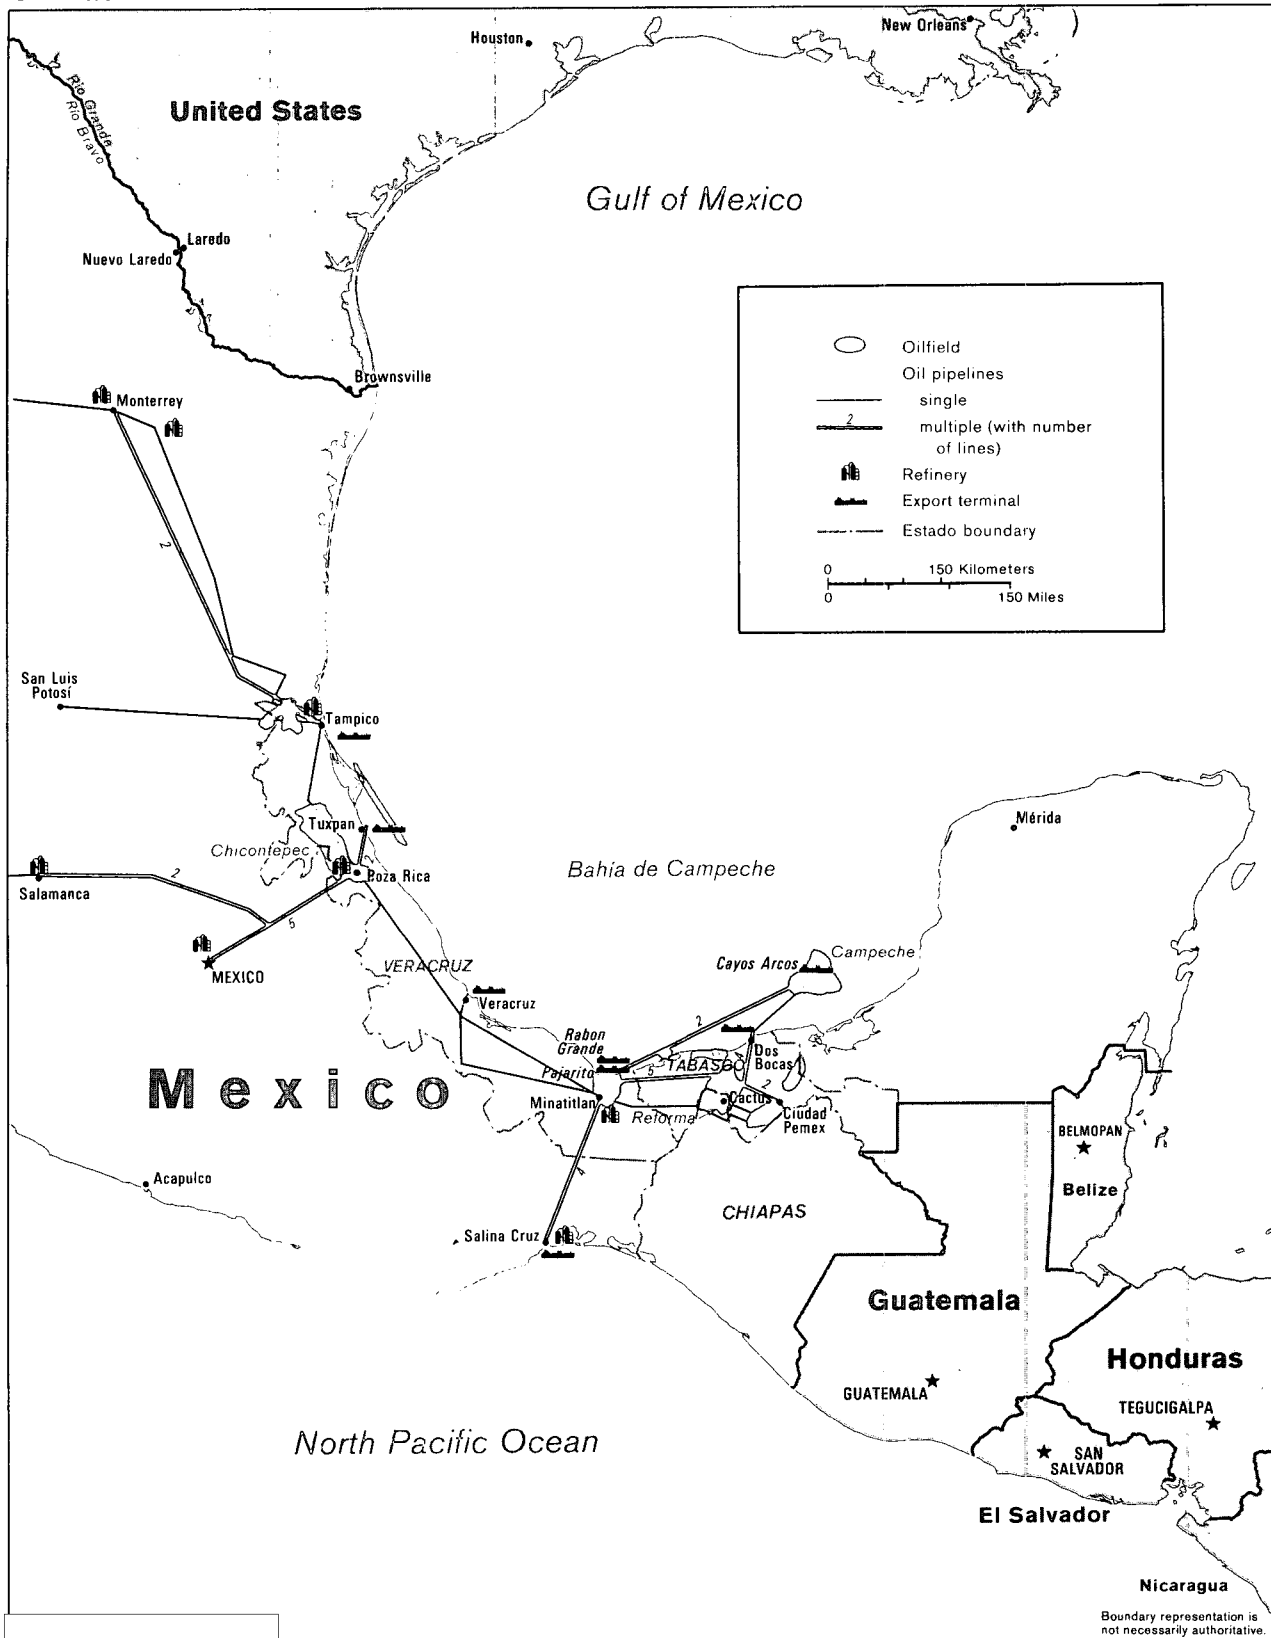 Houston
New Orleans
Rio Grande
Rio Bravo
United States
Gulf of Mexico
Laredo
Nuevo Laredo
Brownsville
Monterrey
Oilfield
Oil pipelines
single
2
multiple (with number
of lines)
Refinery
Export terminal
Estado boundary
0 150 Kilometers
0 150 Miles
2
San Luis
Potosí
Tampico
Tuxpan
Chicontepec
Poza Rica
Salamanca
2
5
MEXICO
Bahía de Campeche
Mérida
VERACRUZ
Veracruz
Cayos Arcos
Campeche
2
Rabon
Grande
Pajarito
Dos
Bocas
TABASCO
5
2
Mexico
Minatitlan
Reforma
Cactus
Ciudad
Pemex
BELMOPAN
Belize
Acapulco
4
CHIAPAS
Salina Cruz
Guatemala
Honduras
GUATEMALA
TEGUCIGALPA
North Pacific Ocean
SAN
SALVADOR
El Salvador
Nicaragua
Boundary representation is
not necessarily authoritative.